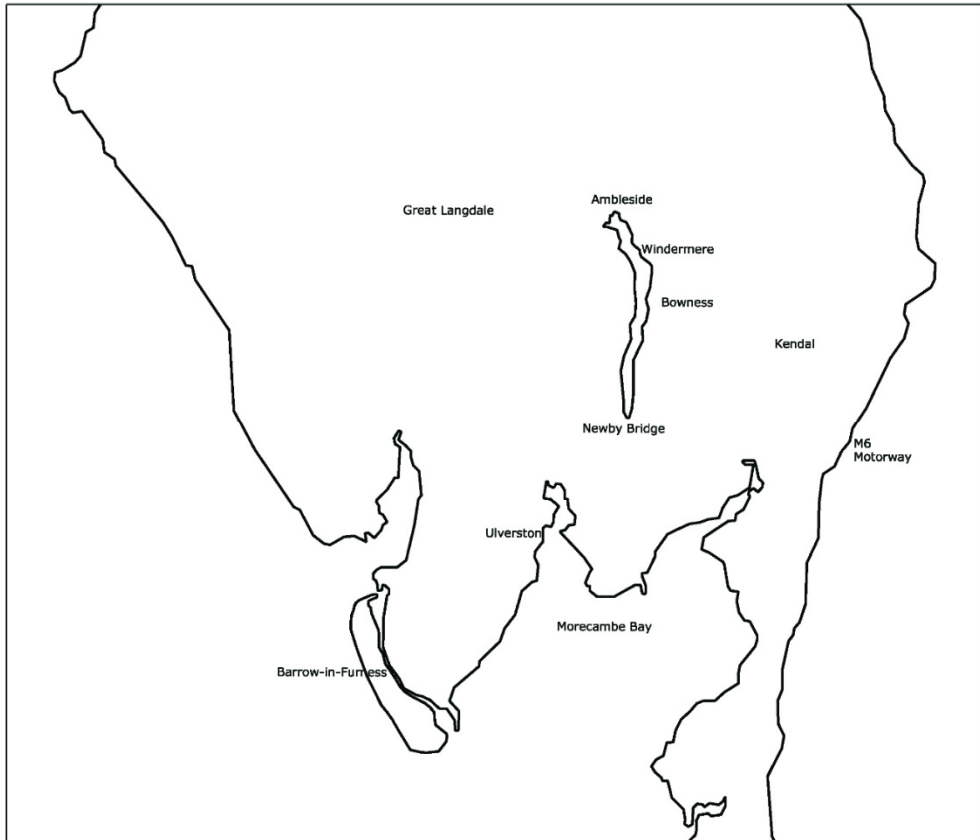 Ambleside
Great Langdale
Windermere
Bowness
Kendal
Newby Bridge
M6
Motorway
Ulverston
Morecambe Bay
Barrow-in-Furness